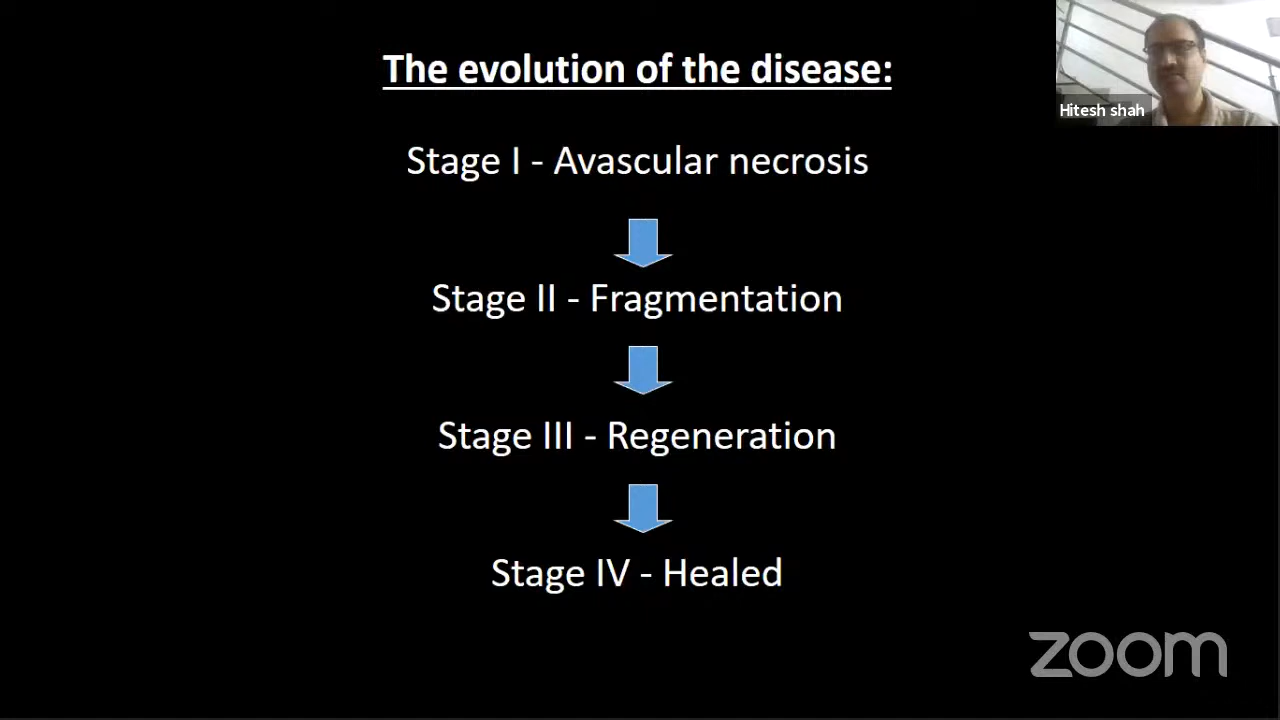 The evolution of the disease:
Hitesh shah
Stage I - Avascular necrosis
Stage II - Fragmentation
Stage III - Regeneration
Stage IV - Healed
zoom